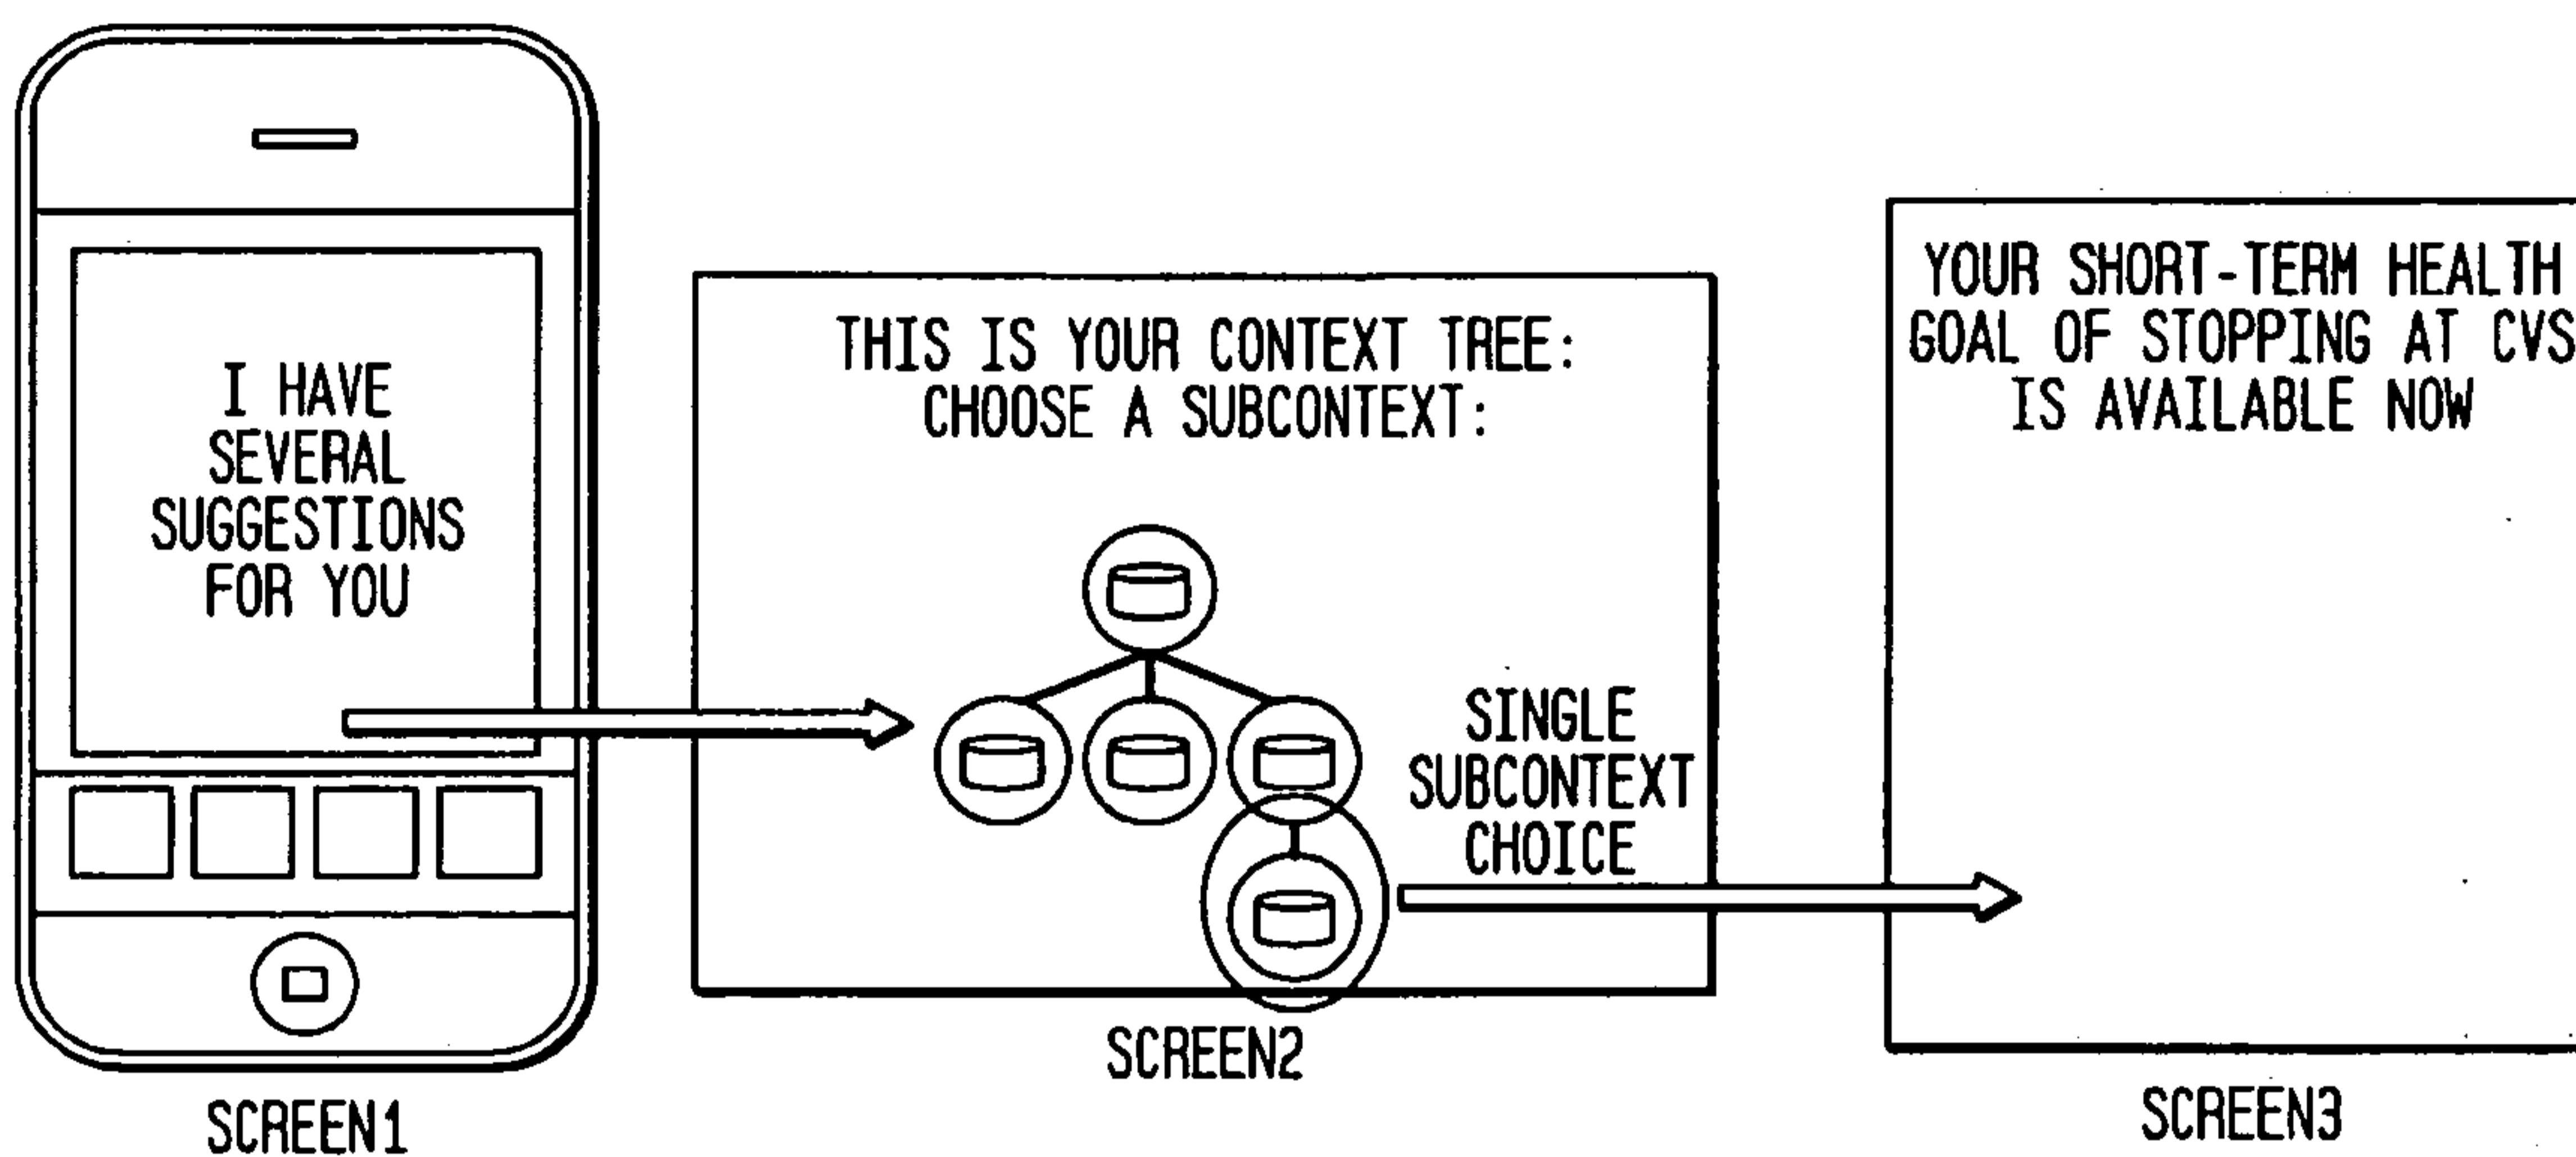 I HAVE
SEVERAL
SUGGESTIONS
FOR YOU
SCREEN1
THIS IS YOUR CONTEXT TREE:
CHOOSE A SUBCONTEXT:
SINGLE
SUBCONTEXT
CHOICE
SCREEN2
YOUR SHORT-TERM HEALTH
GOAL OF STOPPING AT CVS
IS AVAILABLE NOW
SCREEN3